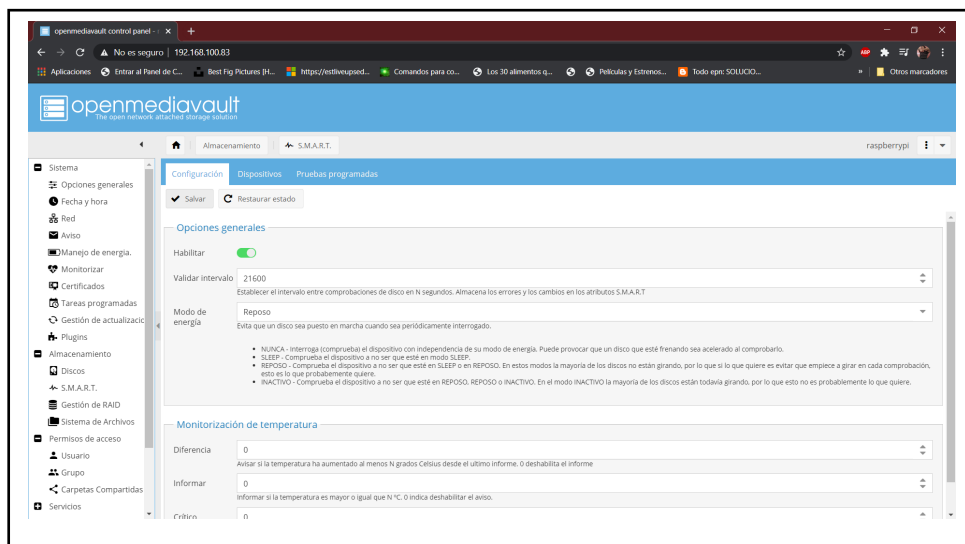 openmediavault control panel -
No es seguro | 192.168.100.83
ABP
Aplicaciones
Entrar al Panel de C...
Best Fig Pictures [H...
https://estliveupsed...
Comandos para co...
Los 30 alimentos q...
Películas y Estrenos...
Todo epn: SOLUCIO...
»
Otros marcadores
openmediavault
The open network attached storage solution
Almacenamiento
S.M.A.R.T.
raspberrypi
Sistema
Opciones generales
Fecha y hora
Red
Aviso
Manejo de energia.
Monitorizar
Certificados
Tareas programadas
Gestión de actualizacic
Plugins
Almacenamiento
Discos
S.M.A.R.T.
Gestión de RAID
Sistema de Archivos
Permisos de acceso
Usuario
Grupo
Carpetas Compartidas
Servicios
Configuración
Dispositivos
Pruebas programadas
Salvar
Restaurar estado
Opciones generales
Habilitar
Validar intervalo
21600
Establecer el intervalo entre comprobaciones de disco en N segundos. Almacena los errores y los cambios en los atributos S.M.A.R.T
Modo de energía
Reposo
Evita que un disco sea puesto en marcha cuando sea periódicamente interrogado.
• NUNCA - Interroga (comprueba) el dispositivo con independencia de su modo de energía. Puede provocar que un disco que esté frenando sea acelerado al comprobarlo.
• SLEEP - Comprueba el dispositivo a no ser que esté en modo SLEEP.
• REPOSO - Comprueba el dispositivo a no ser que esté en SLEEP o en REPOSO. En estos modos la mayoría de los discos no están girando, por lo que si lo que quiere es evitar que empiece a girar en cada comprobación,
esto es lo que probabemente quiere.
• INACTIVO - Comprueba el dispositivo a no ser que esté en REPOSO, REPOSO o INACTIVO. En el modo INACTIVO la mayoría de los discos están todavía girando, por lo que esto no es probablemente lo que quiere.
Monitorización de temperatura
Diferencia
0
Avisar si la temperatura ha aumentado al menos N grados Celsius desde el ultimo informe. 0 deshabilita el informe
Informar
0
Informar si la temperatura es mayor o igual que N ºC. 0 indica deshabilitar el aviso.
Crítico
0